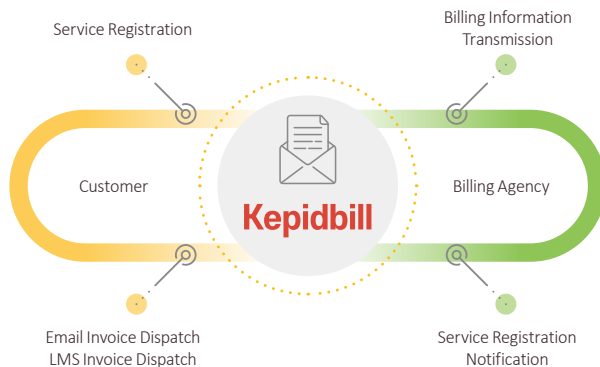 Service Registration
Billing Information
Transmission
Customer
Kepidbill
Billing Agency
Email Invoice Dispatch
LMS Invoice Dispatch
Service Registration
Notification